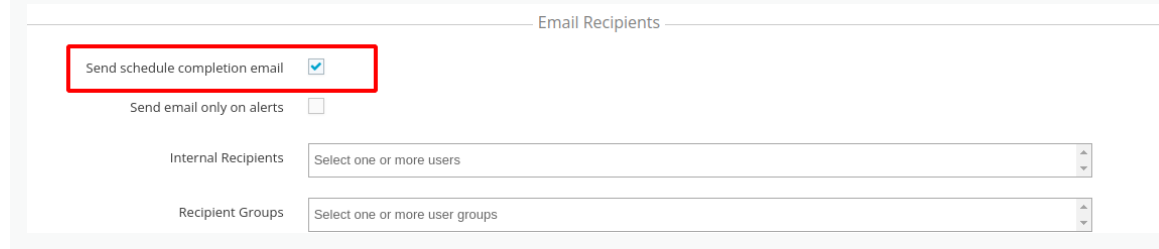 Email Recipients
Send schedule completion email
Send email only on alerts
Internal Recipients Select one or more users
Recipient Groups Select one or more user groups